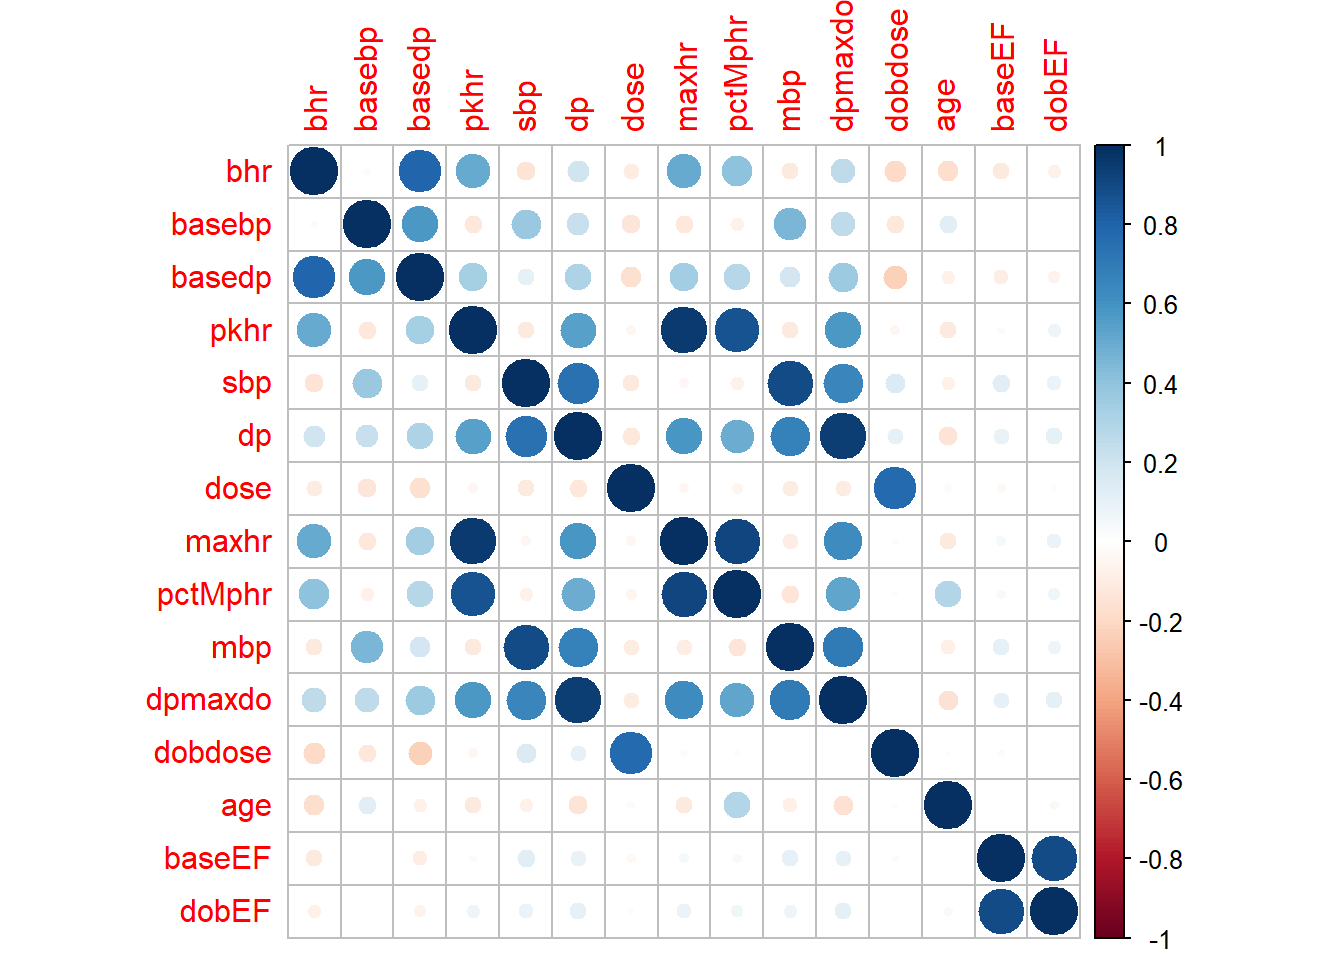 bhr
basebp
basedp
pkhr
sbp
dp
dose
maxhr
pctMphr
mbp
dpmaxdo
dobdose
age
baseEF
dobEF
bhr
basebp
basedp
pkhr
sbp
dp
dose
maxhr
pctMphr
mbp
dpmaxdo
dobdose
age
baseEF
dobEF
1
0.8
0.6
0.4
0.2
0
-0.2
-0.4
-0.6
-0.8
-1